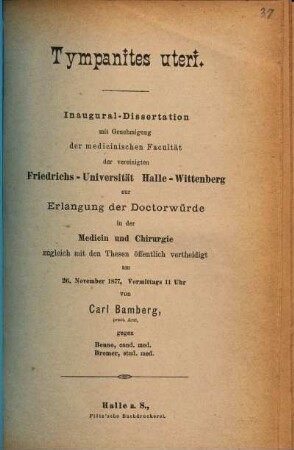 37
Tympanites uteri.
Inaugural-Dissertation
mit Genehmigung
der medicinischen Facultät
der vereinigten
Friedrichs-Universität Halle-Wittenberg
zur
Erlangung der Doctorwürde
in der
Medicin und Chirurgie
zugleich mit den Thesen öffentlich vertheidigt
am
26. November 1877, Vormittags 11 Uhr
von
Carl Bamberg,
pract. Arzt,
gegen
Benno, cand. med.
Bremer, stud. med.
Halle a. S.,
Plötz'sche Buchdruckerei.